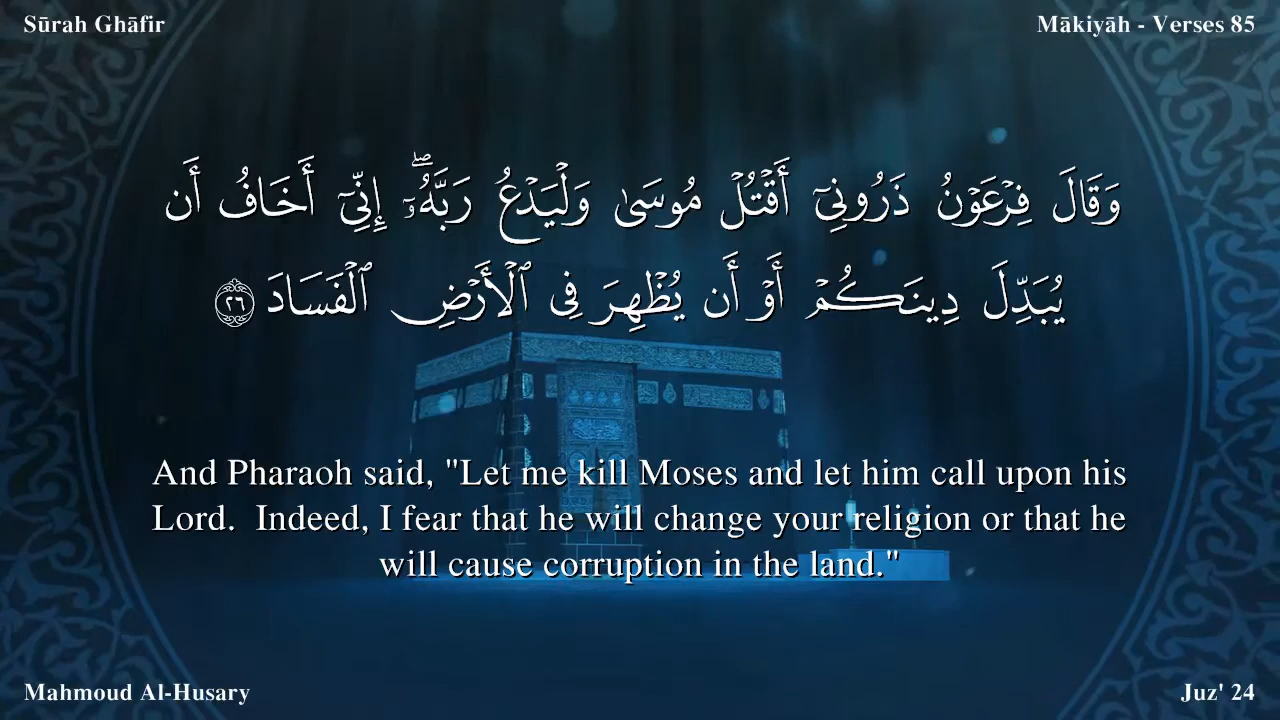 Sūrah Ghāfir
Mākiyāh - Verses 85
وَقَالَ فِرْعَوْنُ ذَرُونِىٓ أَقْتُلْ مُوسَىٰ وَلْيَدْعُ رَبَّهُۥٓ ۖ إِنِّىٓ أَخَافُ أَن
يُبَدِّلَ دِينَكُمْ أَوْ أَن يُظْهِرَ فِى ٱلْأَرْضِ ٱلْفَسَادَ ٢٦
And Pharaoh said, "Let me kill Moses and let him call upon his
Lord.  Indeed, I fear that he will change your religion or that he
will cause corruption in the land."
Mahmoud Al-Husary
Juz' 24